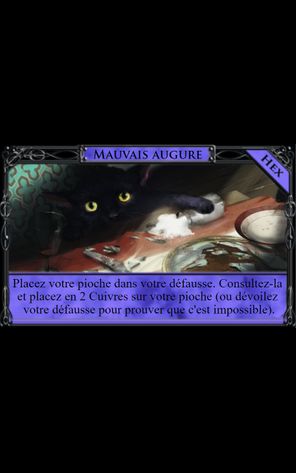 Mauvais augure
Hex
Placez votre pioche dans votre défausse. Consultez-la
et placez en 2 Cuivres sur votre pioche (ou dévoilez
votre défausse pour prouver que c'est impossible).